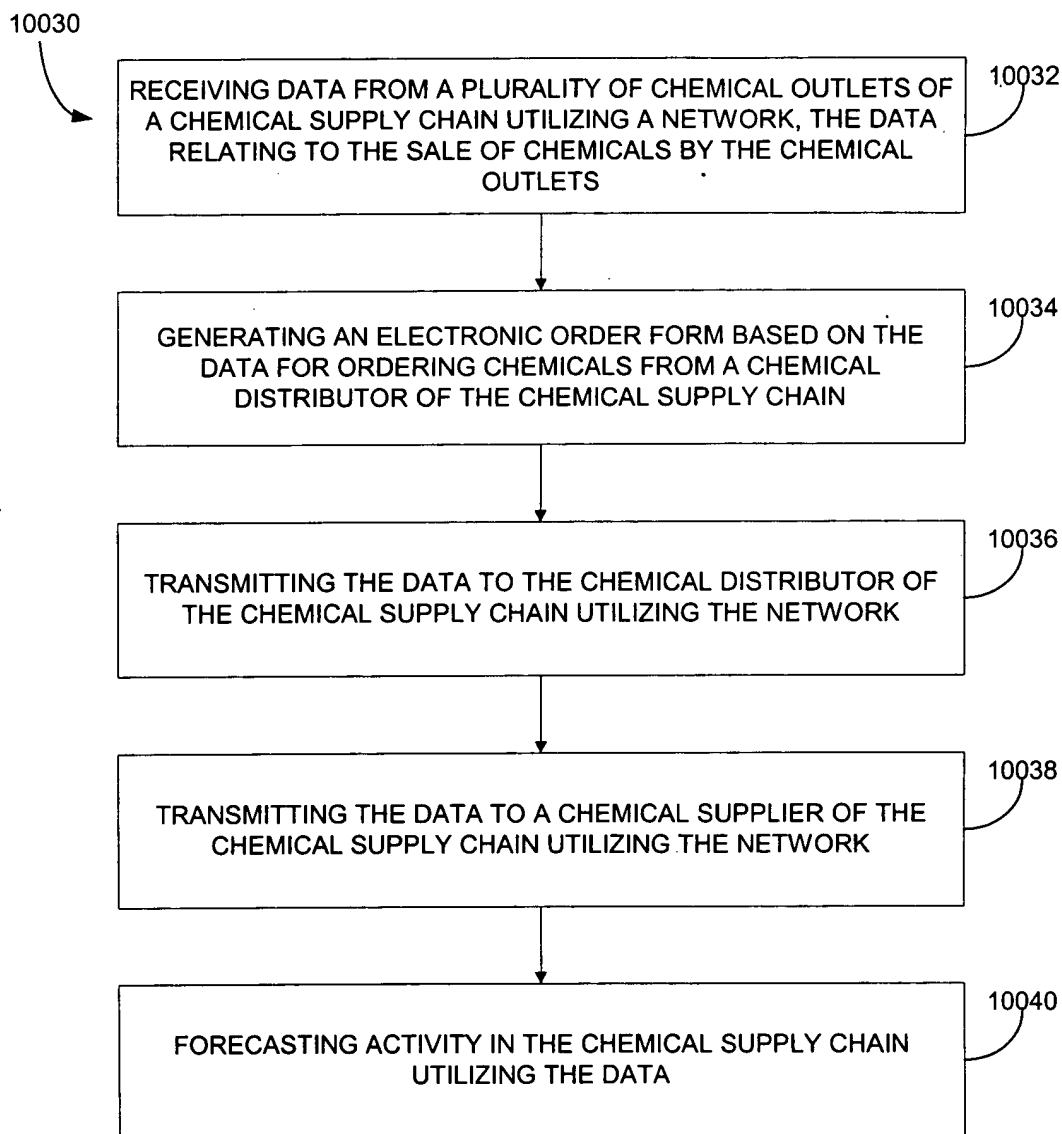 10030
10032
RECEIVING DATA FROM A PLURALITY OF CHEMICAL OUTLETS OF
A CHEMICAL SUPPLY CHAIN UTILIZING A NETWORK, THE DATA
RELATING TO THE SALE OF CHEMICALS BY THE CHEMICAL
OUTLETS
10034
GENERATING AN ELECTRONIC ORDER FORM BASED ON THE
DATA FOR ORDERING CHEMICALS FROM A CHEMICAL
DISTRIBUTOR OF THE CHEMICAL SUPPLY CHAIN
10036
TRANSMITTING THE DATA TO THE CHEMICAL DISTRIBUTOR OF
THE CHEMICAL SUPPLY CHAIN UTILIZING THE NETWORK
10038
TRANSMITTING THE DATA TO A CHEMICAL SUPPLIER OF THE
CHEMICAL SUPPLY CHAIN UTILIZING THE NETWORK
10040
FORECASTING ACTIVITY IN THE CHEMICAL SUPPLY CHAIN
UTILIZING THE DATA